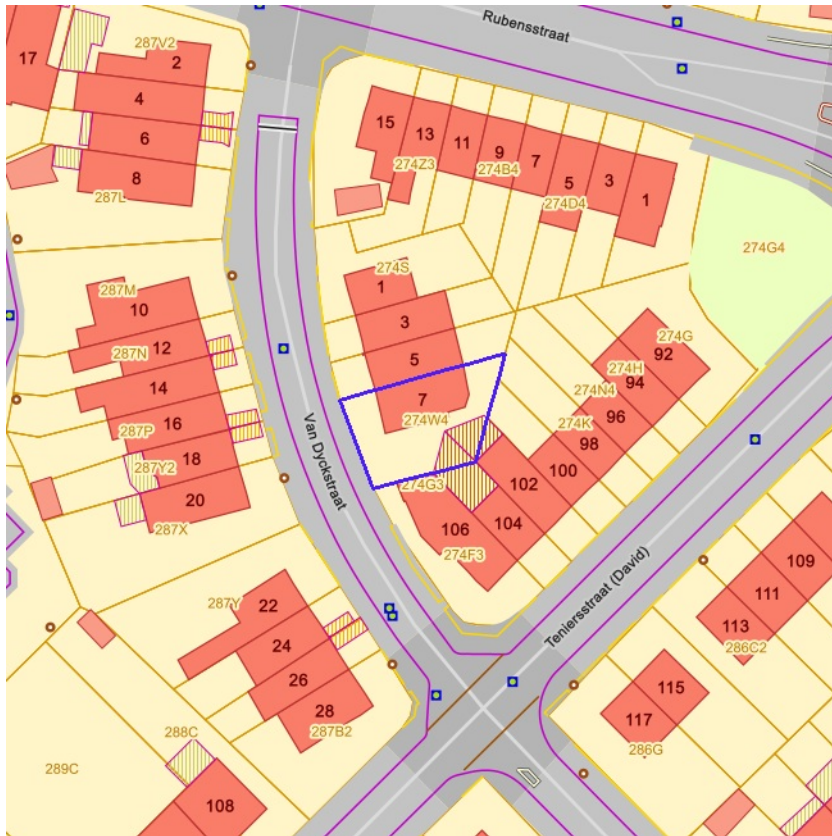 Rubensstraat
287V2
17
2
4
6
8
287L
15
13
11
9
7
5
3
1
274Z3
274B4
274D4
274G4
274S
1
3
5
7
274W4
287M
10
287N
12
14
287P
16
18
287Y2
20
287X
Van Dyckstraat
274G
92
274H
94
274N4
96
274K
98
100
102
104
106
274G3
274F3
Teniersstraat (David)
109
111
113
286C2
115
117
286G
287Y
22
24
26
28
287B2
288C
289C
108